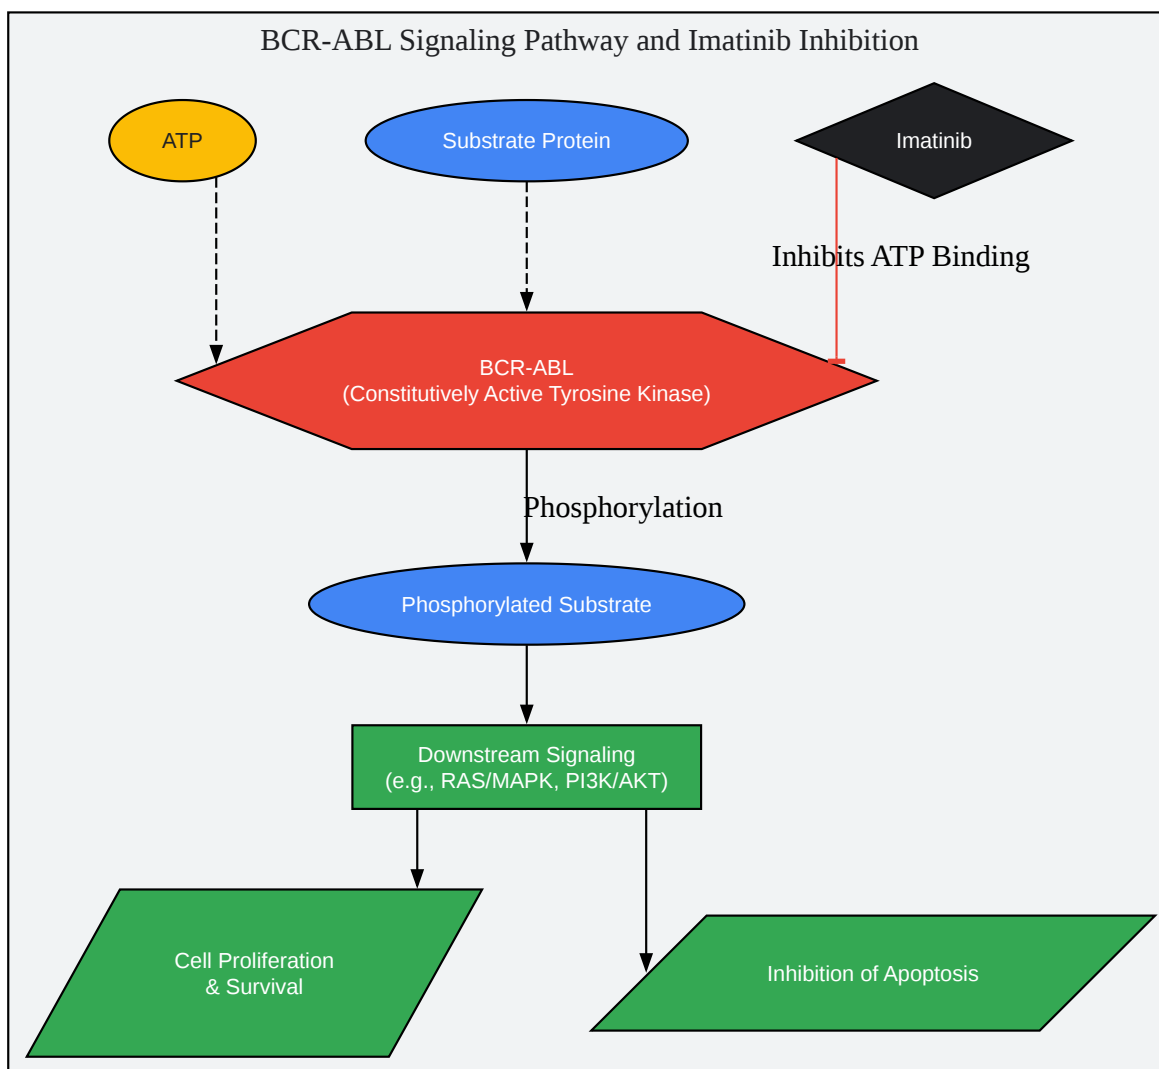 BCR-ABL Signaling Pathway and Imatinib Inhibition
ATP
Substrate Protein
Imatinib
Inhibits ATP Binding
BCR-ABL
(Constitutively Active Tyrosine Kinase)
Phosphorylation
Phosphorylated Substrate
Downstream Signaling
(e.g., RAS/MAPK, PI3K/AKT)
Cell Proliferation
& Survival
Inhibition of Apoptosis